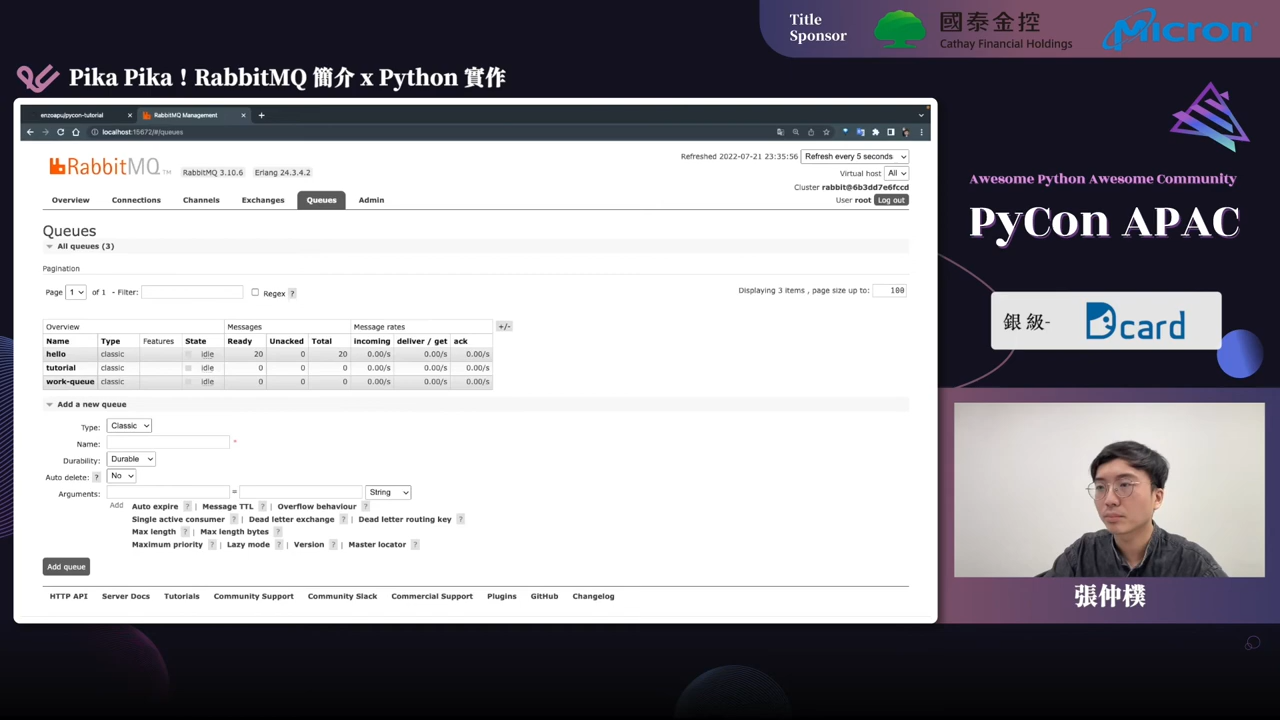 Title
Sponsor
國泰金控
Cathay Financial Holdings
Micron
Pika Pika！RabbitMQ 簡介 x Python 實作
enzoapu/pycon-tutorial
RabbitMQ Management
localhost:15672/#/queues
RabbitMQ TM
RabbitMQ 3.10.6
Erlang 24.3.4.2
Refreshed 2022-07-21 23:35:56
Refresh every 5 seconds
Virtual host All
Cluster rabbit@6b3dd7e6fccd
User root Log out
Overview Connections Channels Exchanges Queues Admin
Queues
All queues (3)
Pagination
Page 1 of 1 - Filter: Regex ?
Displaying 3 items , page size up to: 100
Overview Messages Message rates +/-
Name Type Features State Ready Unacked Total incoming deliver / get ack
hello classic idle 20 0 20 0.00/s 0.00/s 0.00/s
tutorial classic idle 0 0 0 0.00/s 0.00/s 0.00/s
work-queue classic idle 0 0 0 0.00/s 0.00/s 0.00/s
Add a new queue
Type: Classic
Name: *
Durability: Durable
Auto delete: ? No
Arguments: = String
Add Auto expire ? | Message TTL ? | Overflow behaviour ?
Single active consumer ? | Dead letter exchange ? | Dead letter routing key ?
Max length ? | Max length bytes ?
Maximum priority ? | Lazy mode ? | Version ? | Master locator ?
Add queue
HTTP API Server Docs Tutorials Community Support Community Slack Commercial Support Plugins GitHub Changelog
Awesome Python Awesome Community
PyCon APAC
銀級- Dcard
張仲樸